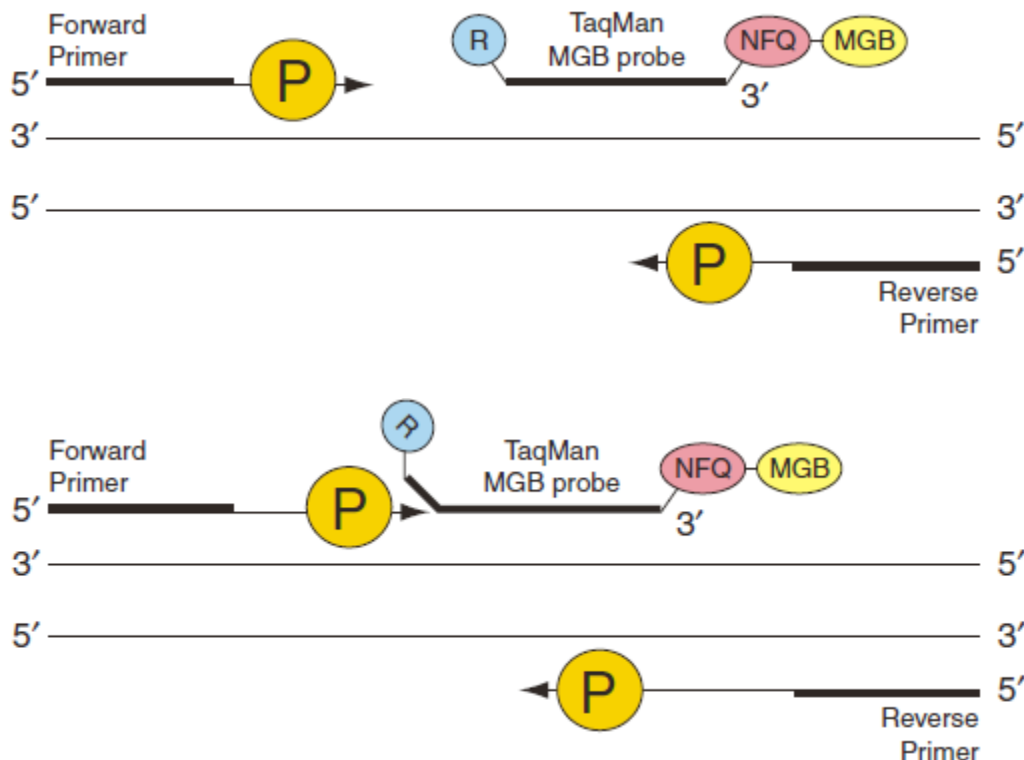 Forward
Primer
R
TaqMan
MGB probe
NFQ
MGB
5′
P
3′
3′
5′
5′
3′
P
5′
Reverse
Primer
R
Forward
Primer
TaqMan
MGB probe
NFQ
MGB
5′
P
3′
3′
5′
5′
3′
P
5′
Reverse
Primer